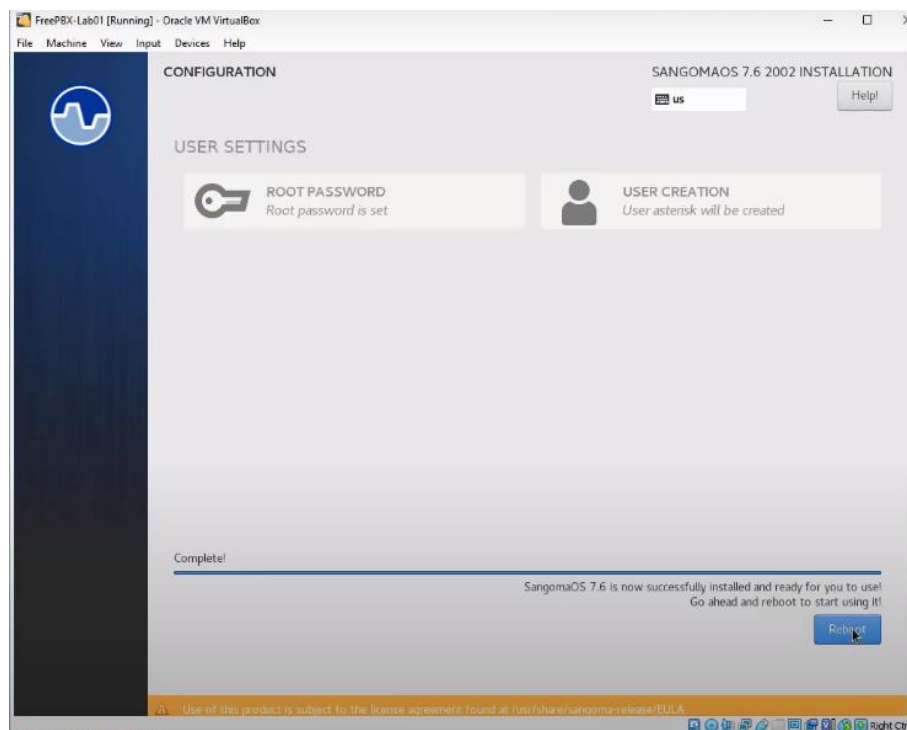 FreePBX-Lab01 [Running] - Oracle VM VirtualBox
File Machine View Input Devices Help
CONFIGURATION
SANGOMAOS 7.6 2002 INSTALLATION
us
Help!
USER SETTINGS
ROOT PASSWORD
Root password is set
USER CREATION
User asterisk will be created
Complete!
SangomaOS 7.6 is now successfully installed and ready for you to use!
Go ahead and reboot to start using it!
Reboot
Use of this product is subject to the license agreement found at /usr/share/sangoma-release/EULA
Right Ctrl